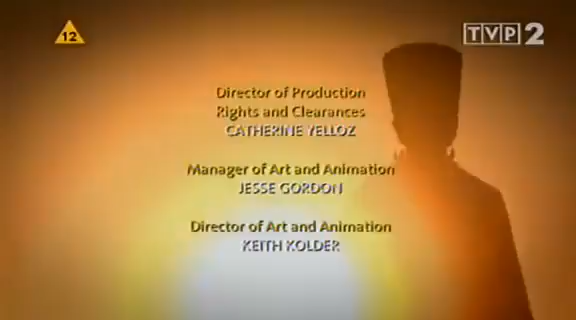 12
TVP2
Director of Production
Rights and Clearances
CATHERINE YELLOZ
Manager of Art and Animation
JESSE GORDON
Director of Art and Animation
KEITH KOLDER